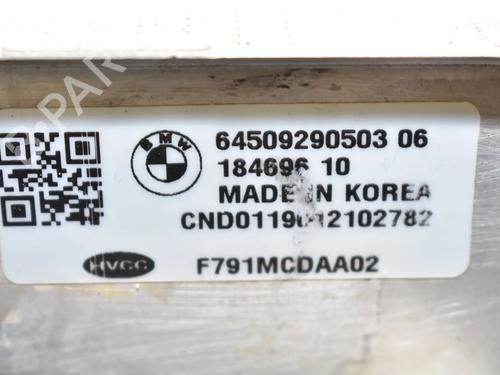 BMW
64509290503 06
184696 10
MADE IN KOREA
CND0119012102782
HVCC
F791MCDAA02